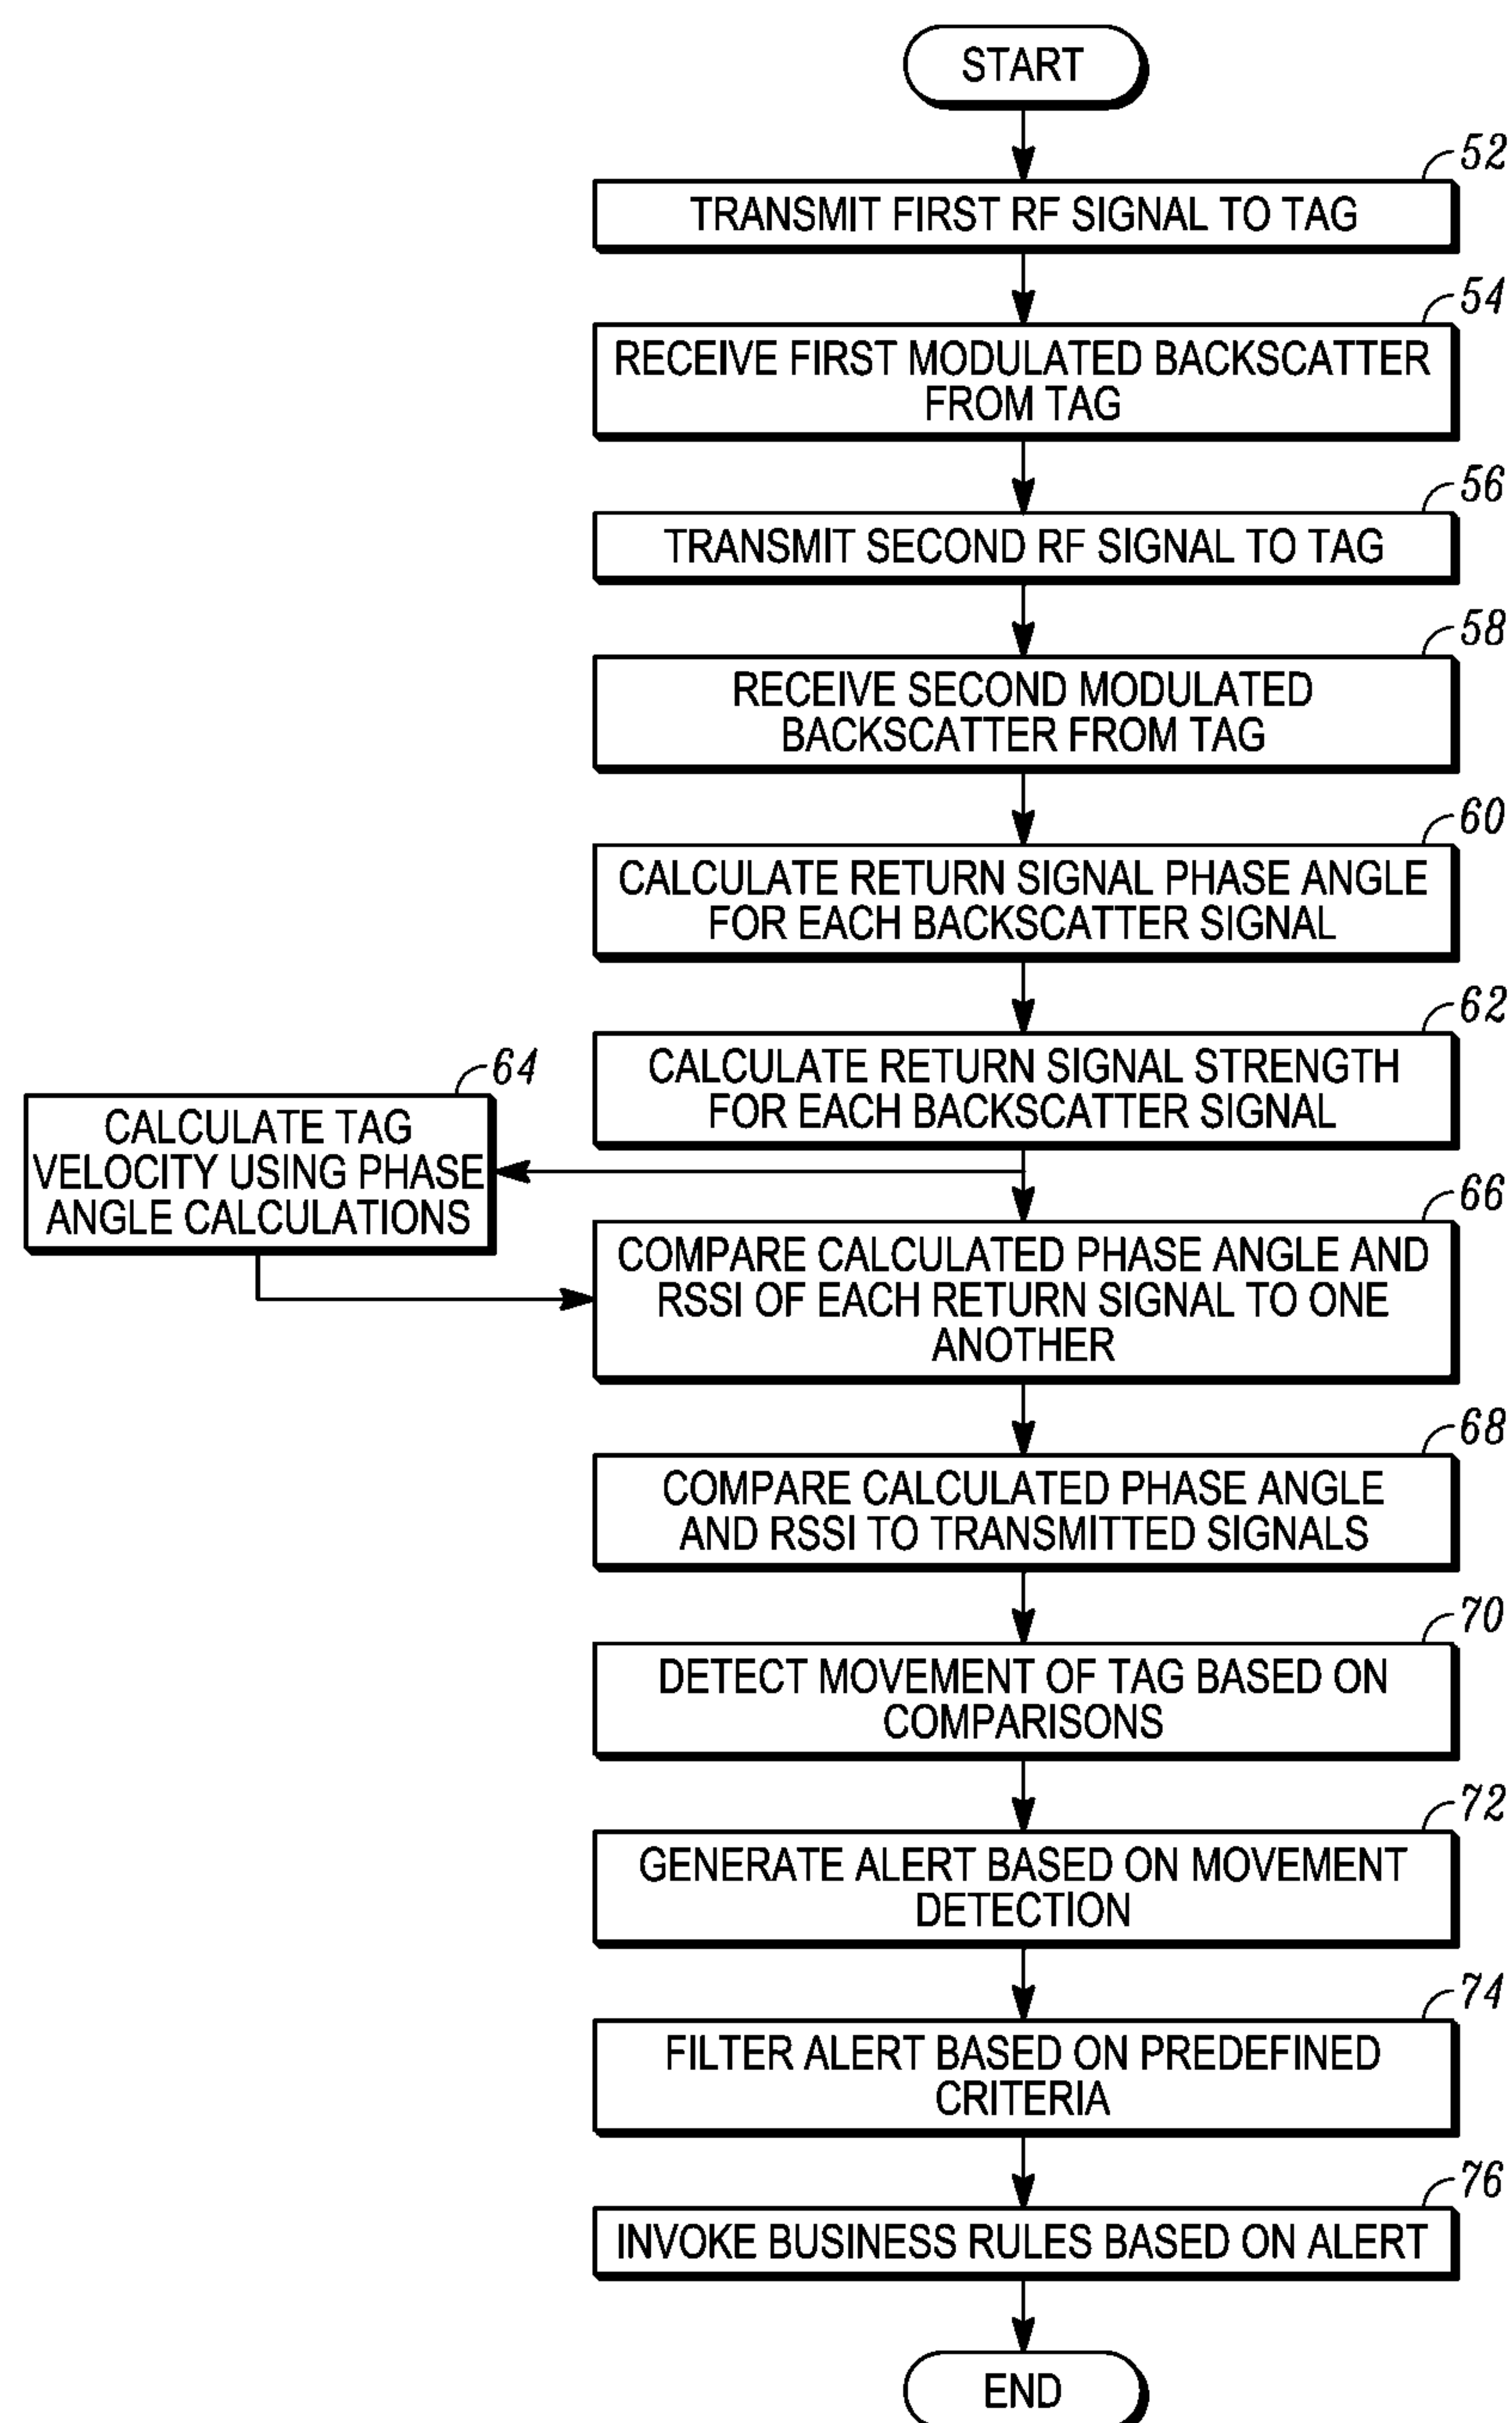 START
52
TRANSMIT FIRST RF SIGNAL TO TAG
54
RECEIVE FIRST MODULATED BACKSCATTER
FROM TAG
56
TRANSMIT SECOND RF SIGNAL TO TAG
58
RECEIVE SECOND MODULATED
BACKSCATTER FROM TAG
60
CALCULATE RETURN SIGNAL PHASE ANGLE
FOR EACH BACKSCATTER SIGNAL
62
CALCULATE RETURN SIGNAL STRENGTH
FOR EACH BACKSCATTER SIGNAL
64
CALCULATE TAG
VELOCITY USING PHASE
ANGLE CALCULATIONS
66
COMPARE CALCULATED PHASE ANGLE AND
RSSI OF EACH RETURN SIGNAL TO ONE
ANOTHER
68
COMPARE CALCULATED PHASE ANGLE
AND RSSI TO TRANSMITTED SIGNALS
70
DETECT MOVEMENT OF TAG BASED ON
COMPARISONS
72
GENERATE ALERT BASED ON MOVEMENT
DETECTION
74
FILTER ALERT BASED ON PREDEFINED
CRITERIA
76
INVOKE BUSINESS RULES BASED ON ALERT
END